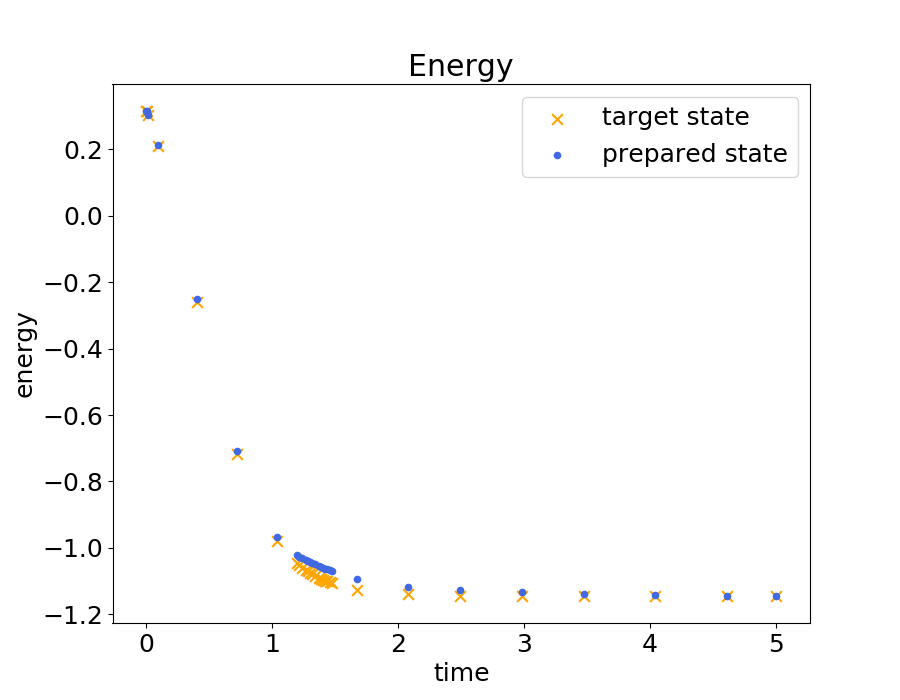 Energy
target state
prepared state
0.2
0.0
−0.2
−0.4
−0.6
−0.8
−1.0
−1.2
energy
0 1 2 3 4 5
time